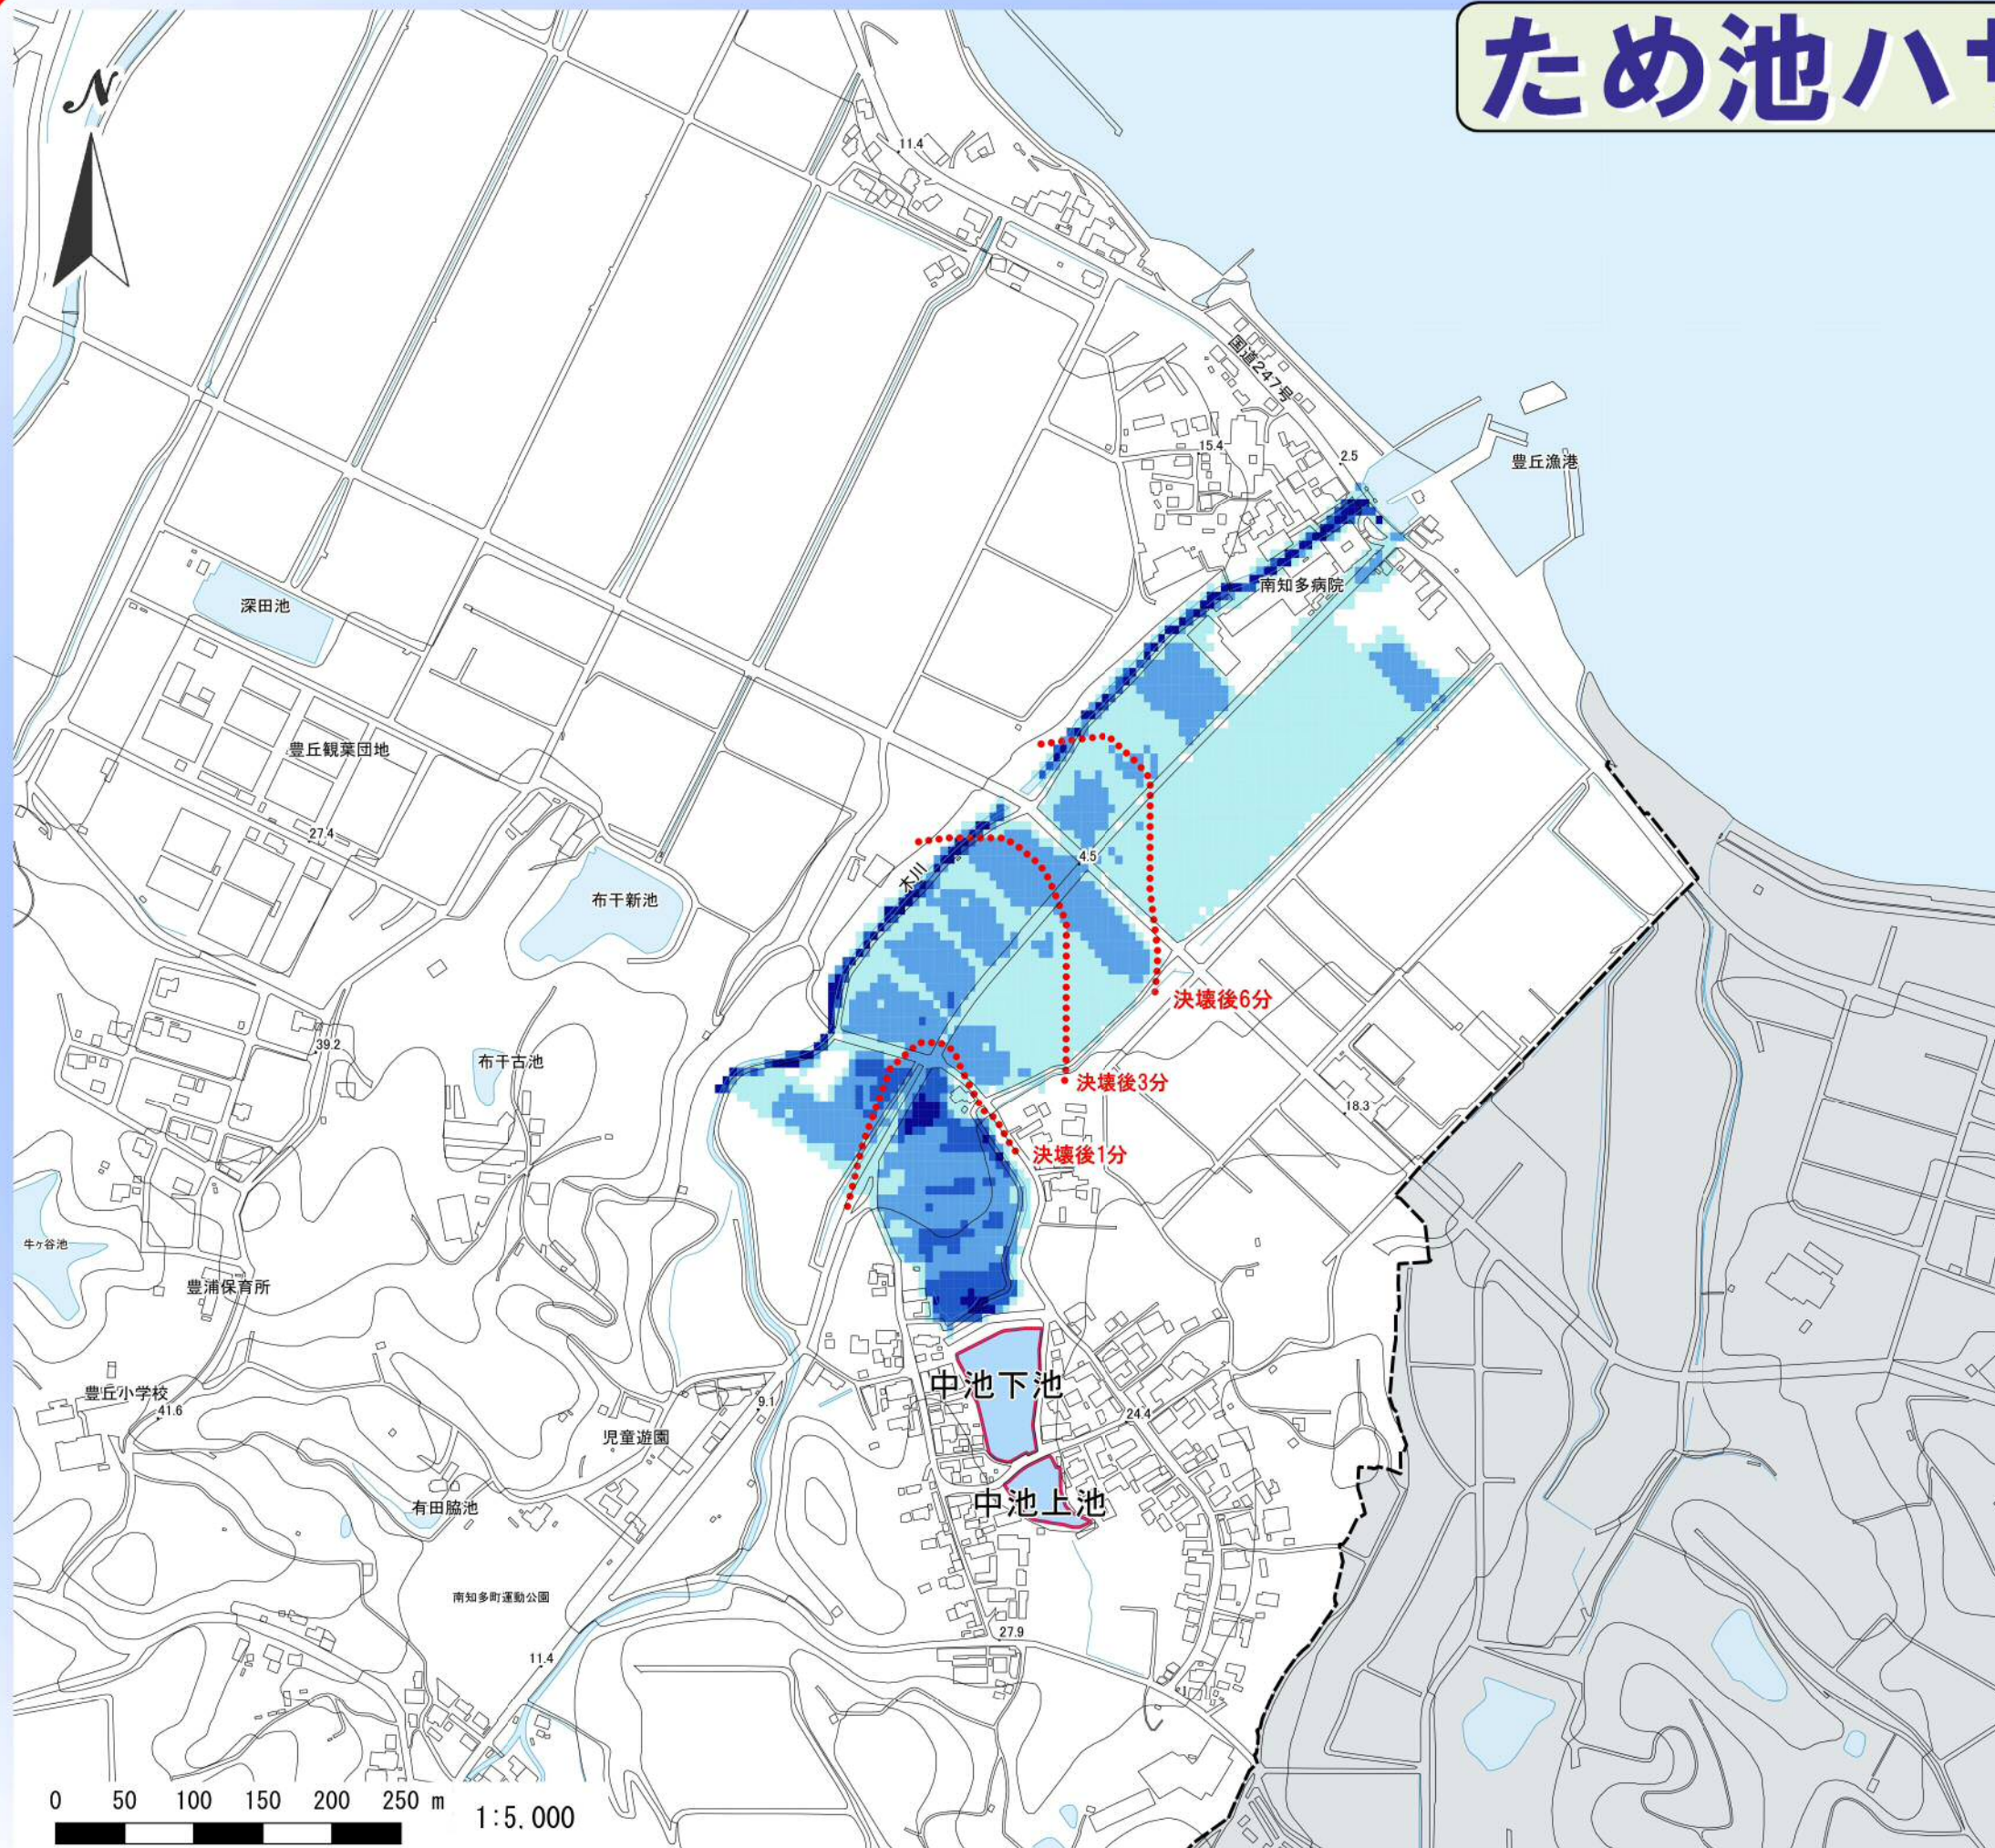 ため池ハ
N
11.4
国道247号
15.4
2.5
豊丘漁港
南知多病院
深田池
豊丘観葉団地
27.4
4.5
木川
布干新池
決壊後6分
39.2
布干古池
決壊後3分
18.3
決壊後1分
牛ヶ谷池
豊浦保育所
豊丘小学校
41.6
中池下池
9.1
24.4
児童遊園
有田脇池
中池上池
南知多町運動公園
27.9
11.4
0 50 100 150 200 250 m
1:5,000